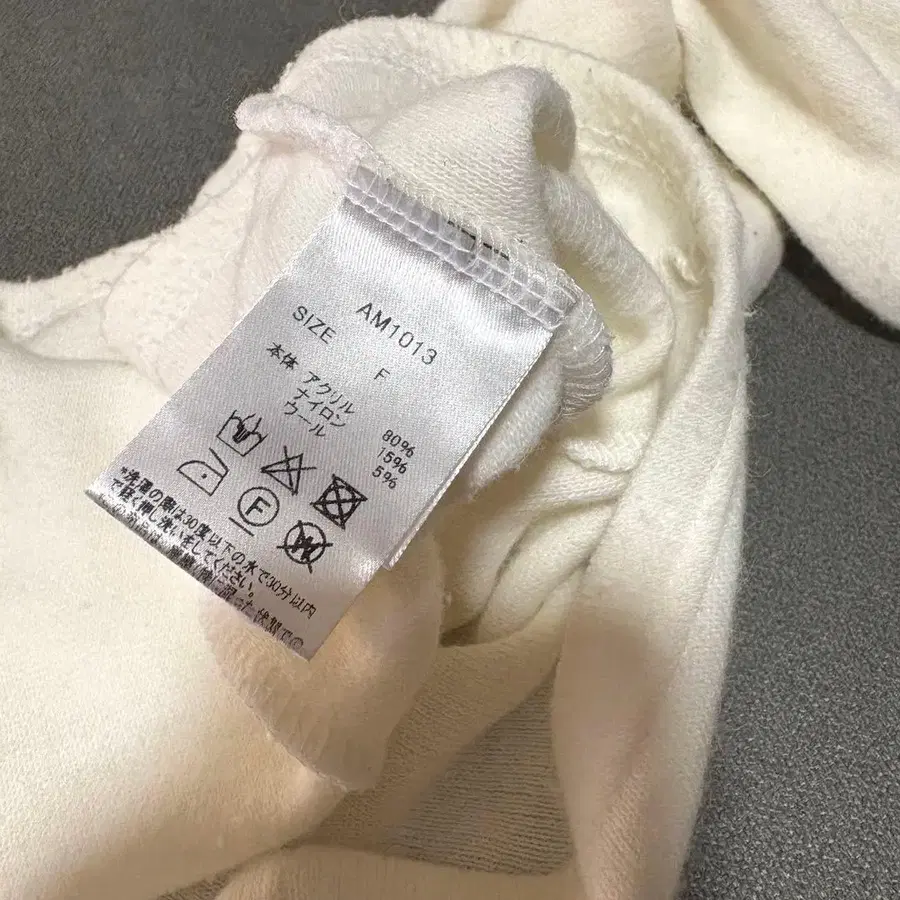 AM1013
SIZE F
本体 アクリル 80%
ナイロン 15%
ウール 5%
F
W
*洗濯の際は30度以下の水で30分以内
で軽く押し洗いをしてください。